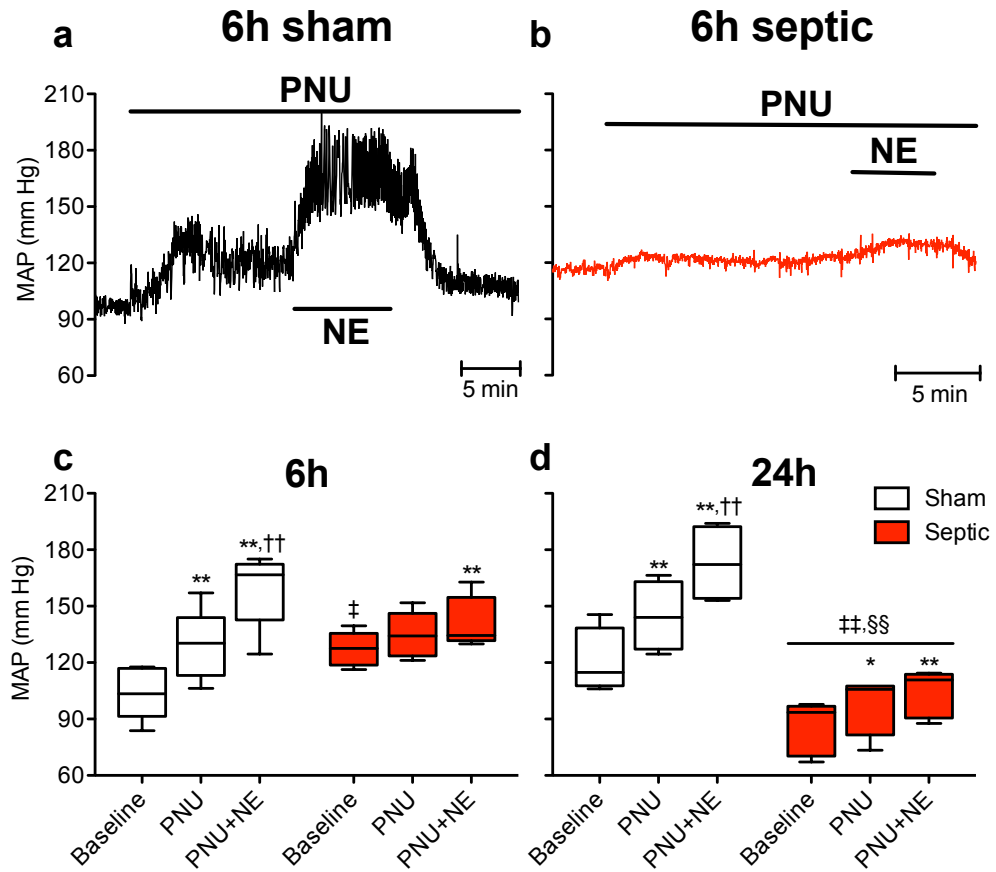 a 6h sham
PNU
210
180
150
120
90
60
MAP (mm Hg)
NE
5 min
b 6h septic
PNU
NE
5 min
c 6h
210
180
150
120
90
60
MAP (mm Hg)
**
**,††
‡
**
Baseline
PNU
PNU+NE
Baseline
PNU
PNU+NE
d 24h
Sham
Septic
**
**,††
‡‡,§§
*
**
Baseline
PNU
PNU+NE
Baseline
PNU
PNU+NE